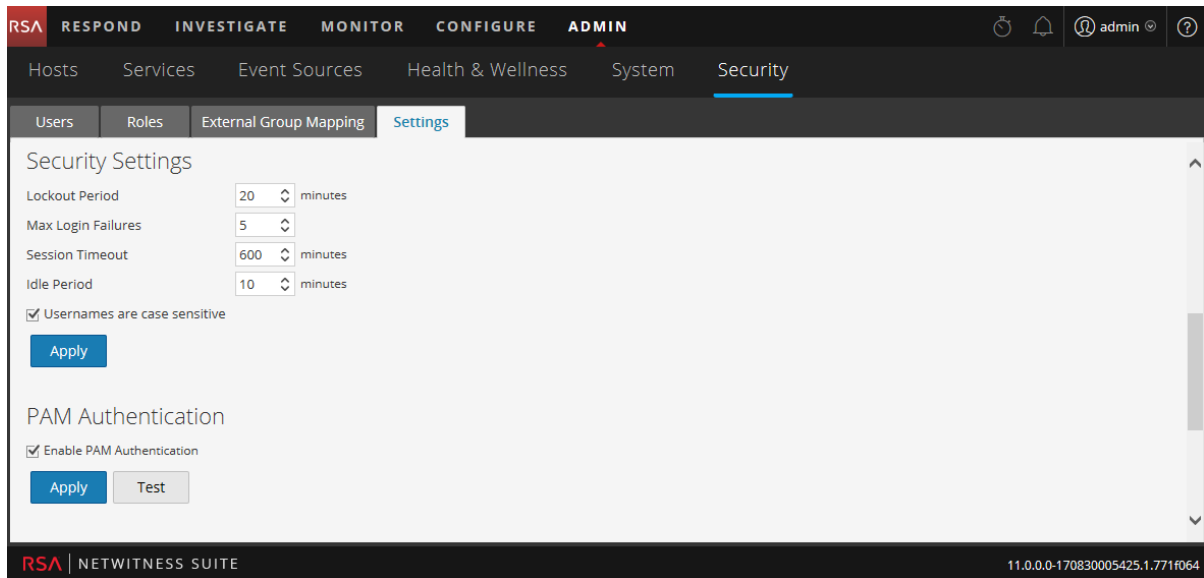 RSA RESPOND INVESTIGATE MONITOR CONFIGURE ADMIN admin ?
Hosts Services Event Sources Health & Wellness System Security
Users Roles External Group Mapping Settings
Security Settings
Lockout Period 20 minutes
Max Login Failures 5
Session Timeout 600 minutes
Idle Period 10 minutes
Usernames are case sensitive
Apply
PAM Authentication
Enable PAM Authentication
Apply Test
RSA NETWITNESS SUITE 11.0.0.0-170830005425.1.771f064